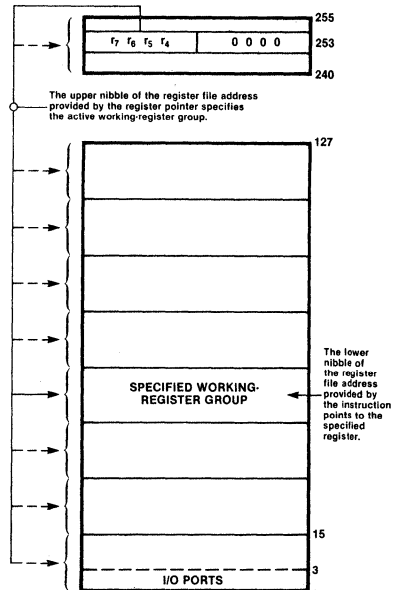 255
r7 r6 r5 r4 0 0 0 0 253
240
The upper nibble of the register file address
provided by the register pointer specifies
the active working-register group.
127
SPECIFIED WORKING-
REGISTER GROUP
The lower
nibble of
the register
file address
provided by
the instruction
points to the
specified
register.
15
3
I/O PORTS